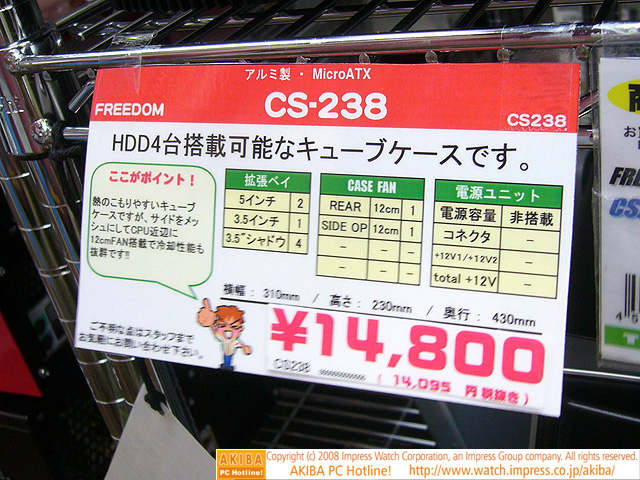 アルミ製 ・ MicroATX
FREEDOM
CS-238
CS238
HDD4台搭載可能なキューブケースです。
ここがポイント!
熱のこもりやすいキューブ
ケースですが、サイドをメッ
シュにしてCPU近辺に
12cmFAN搭載で冷却性能も
抜群です!!
拡張ベイ
5インチ 2
3.5インチ 1
3.5"シャドウ 4
CASE FAN
REAR 12cm 1
SIDE OP 12cm 1
- - -
- - -
電源ユニット
電源容量 非搭載
コネクタ -
+12V1/+12V2 -
total +12V -
横幅: 310mm / 高さ: 230mm / 奥行: 430mm
ご不明な点はスタッフまで
お気軽にお問い合わせ下さい。
¥14,800
CS238
( 14,095 円 税抜き )
AKIBA
PC Hotline!
Copyright (c) 2008 Impress Watch Corporation, an Impress Group company. All rights reserved.
AKIBA PC Hotline! http://www.watch.impress.co.jp/akiba/